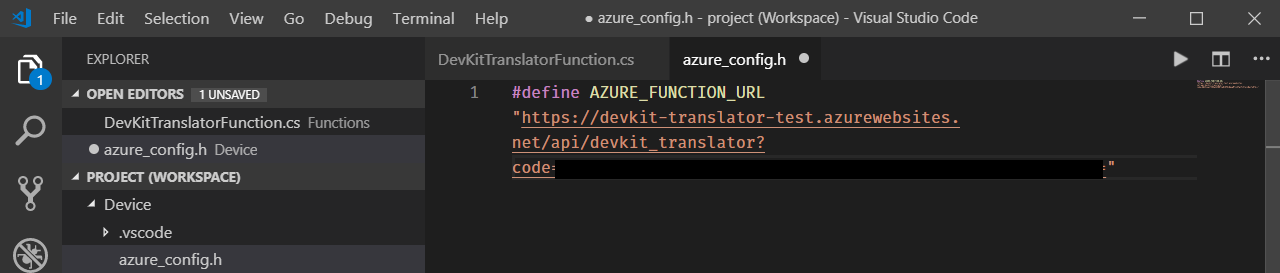 File Edit Selection View Go Debug Terminal Help ● azure_config.h - project (Workspace) - Visual Studio Code
EXPLORER
1
OPEN EDITORS 1 UNSAVED
DevKitTranslatorFunction.cs Functions
● azure_config.h Device
PROJECT (WORKSPACE)
Device
.vscode
azure_config.h
DevKitTranslatorFunction.cs azure_config.h ●
1 #define AZURE_FUNCTION_URL
"https://devkit-translator-test.azurewebsites.
net/api/devkit_translator?
code= ="